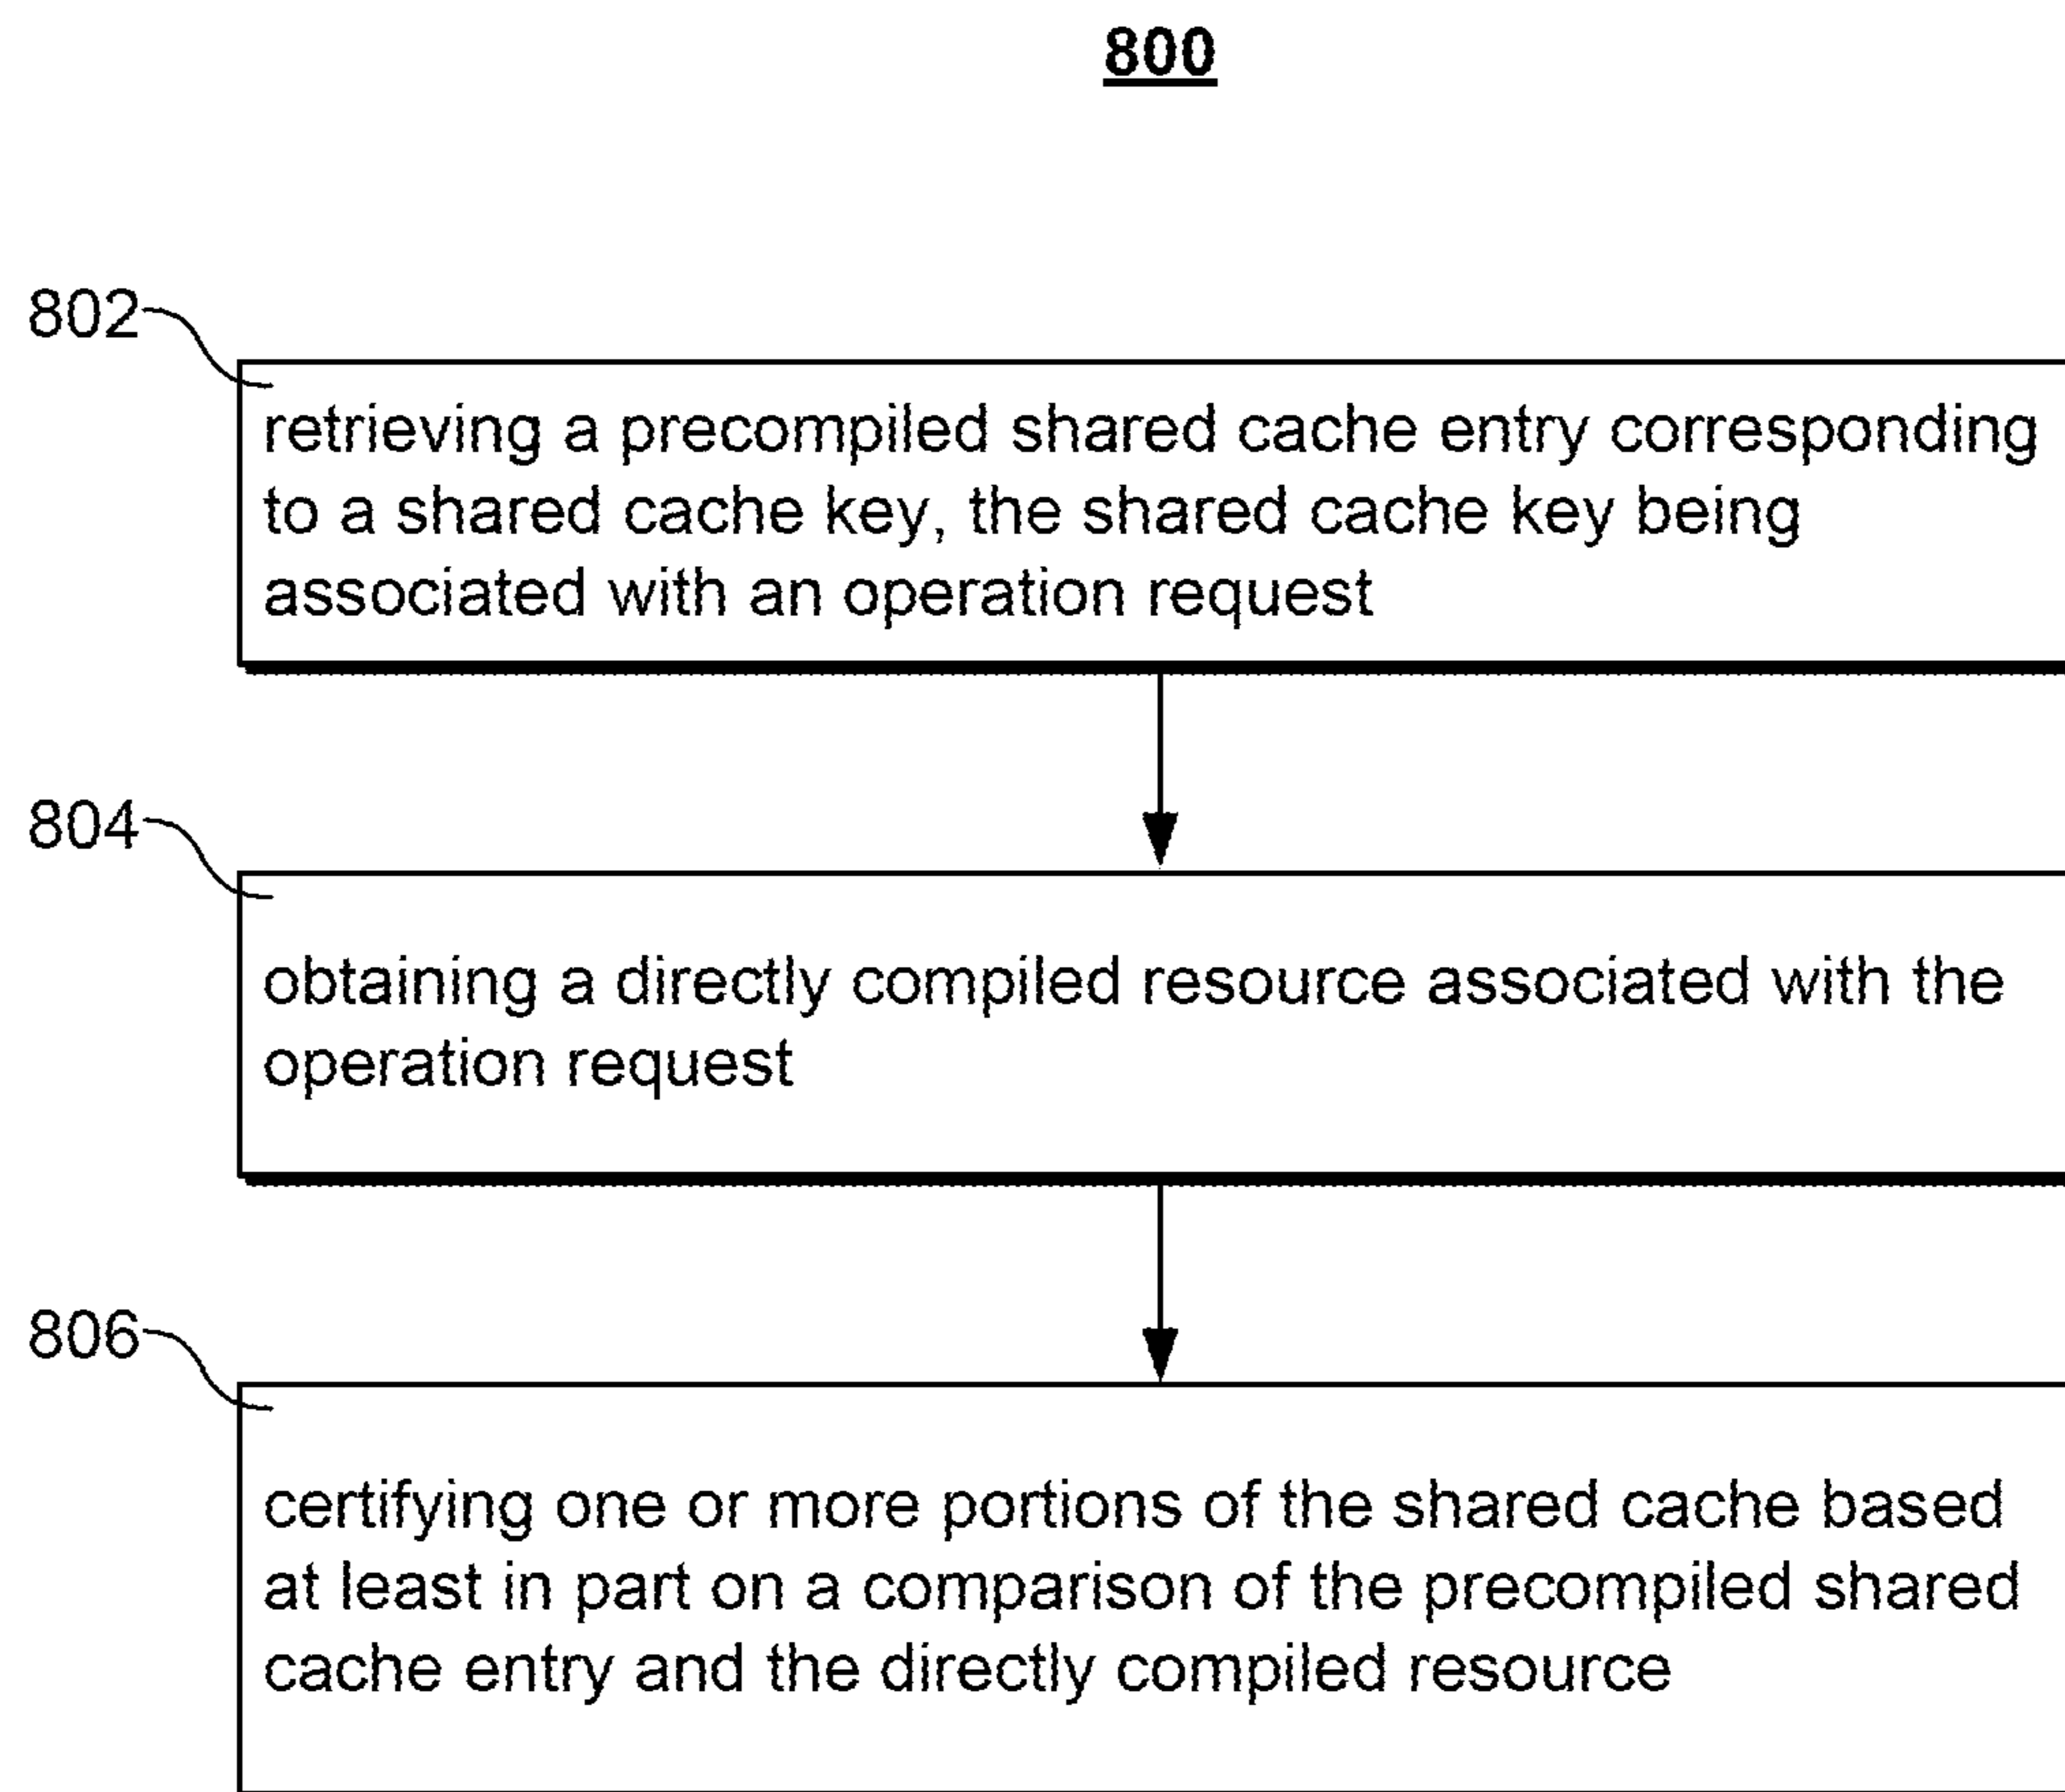 800
802
retrieving a precompiled shared cache entry corresponding
to a shared cache key, the shared cache key being
associated with an operation request
804
obtaining a directly compiled resource associated with the
operation request
806
certifying one or more portions of the shared cache based
at least in part on a comparison of the precompiled shared
cache entry and the directly compiled resource